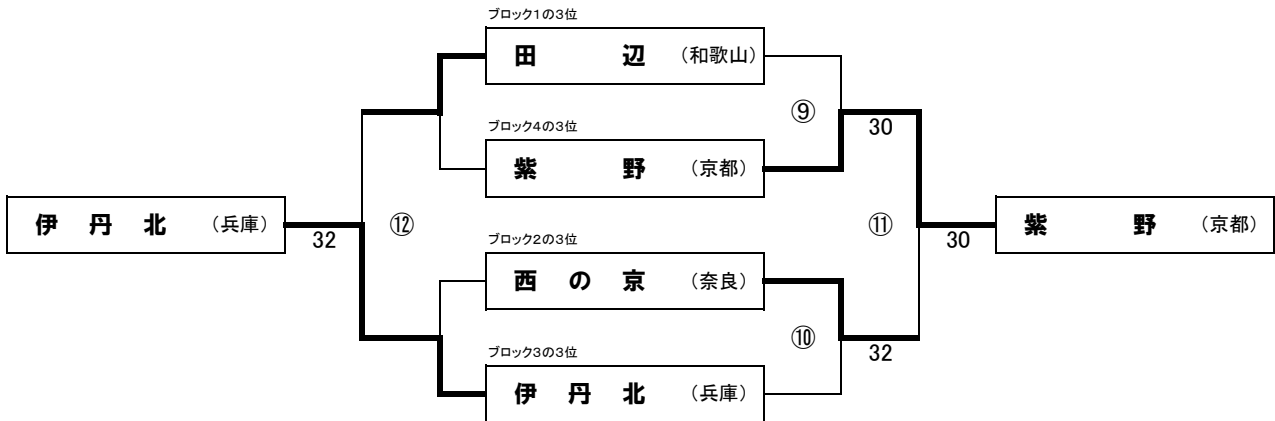 ブロック1の3位
田 辺 (和歌山)
⑨
30
ブロック4の3位
紫 野 (京都)
伊 丹 北 (兵庫)
32
⑫
⑪
30
紫 野 (京都)
ブロック2の3位
西 の 京 (奈良)
⑩
32
ブロック3の3位
伊 丹 北 (兵庫)